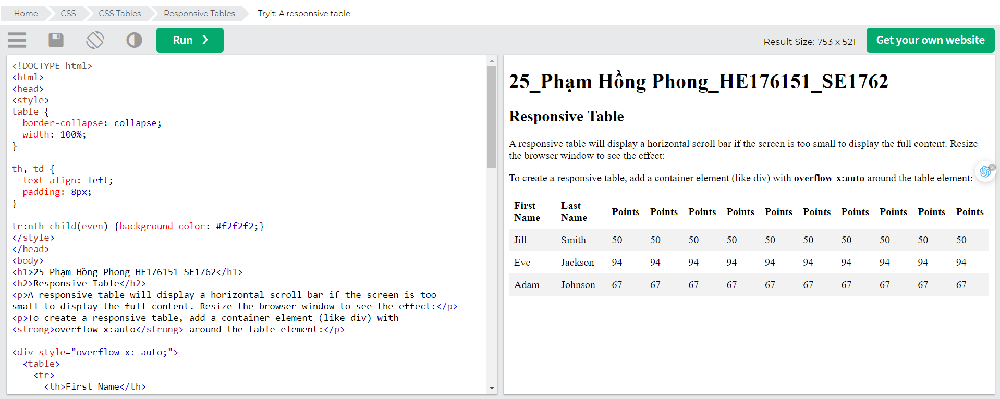 Home
CSS
CSS Tables
Responsive Tables
Tryit: A responsive table
Run ❯
Result Size: 753 x 521
Get your own website
<!DOCTYPE html>
<html>
<head>
<style>
table {
  border-collapse: collapse;
  width: 100%;
}

th, td {
  text-align: left;
  padding: 8px;
}

tr:nth-child(even) {background-color: #f2f2f2;}
</style>
</head>
<body>
<h1>25_Phạm Hồng Phong_HE176151_SE1762</h1>
<h2>Responsive Table</h2>
<p>A responsive table will display a horizontal scroll bar if the screen is too
small to display the full content. Resize the browser window to see the effect:</p>
<p>To create a responsive table, add a container element (like div) with
<strong>overflow-x:auto</strong> around the table element:</p>

<div style="overflow-x: auto;">
  <table>
    <tr>
      <th>First Name</th>
25_Phạm Hồng Phong_HE176151_SE1762
Responsive Table
A responsive table will display a horizontal scroll bar if the screen is too small to display the full content. Resize
the browser window to see the effect:
To create a responsive table, add a container element (like div) with overflow-x:auto around the table element:
First Name Last Name Points Points Points Points Points Points Points Points Points Points
Jill Smith 50 50 50 50 50 50 50 50 50 50
Eve Jackson 94 94 94 94 94 94 94 94 94 94
Adam Johnson 67 67 67 67 67 67 67 67 67 67